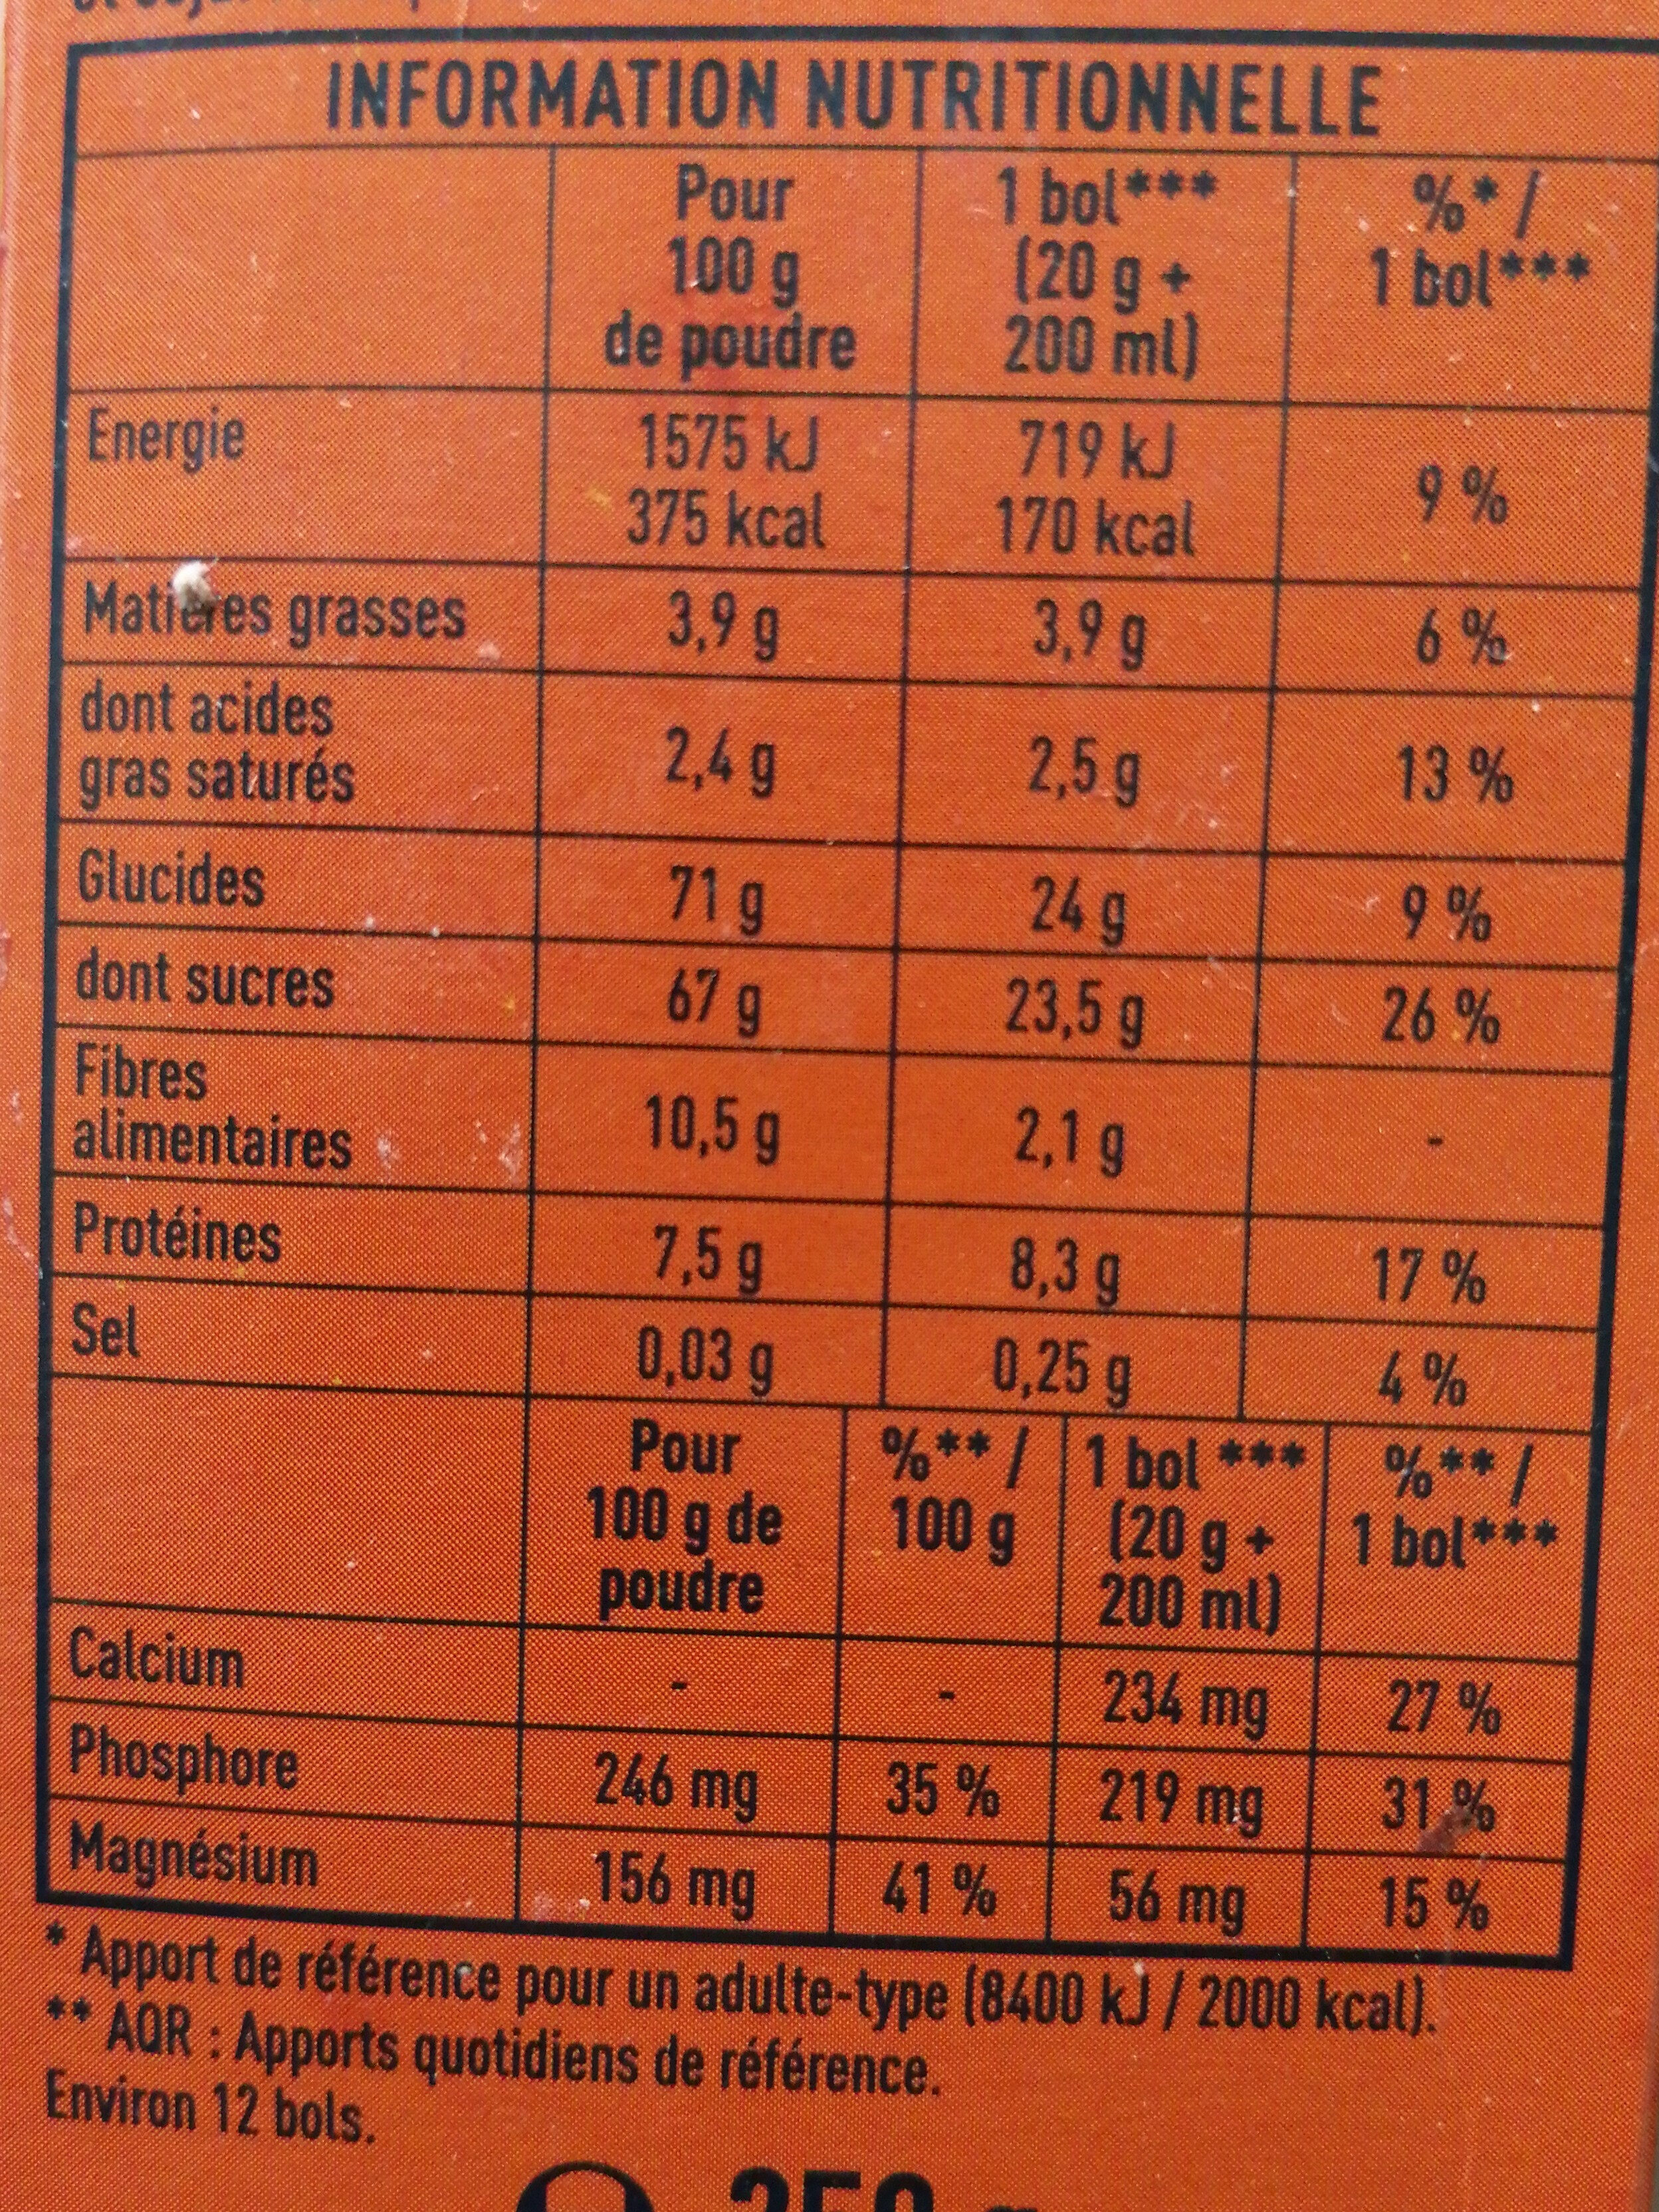 INFORMATION NUTRITIONNELLE
Pour 100 g de poudre | 1 bol*** (20 g + 200 ml) | %* / 1 bol***
Energie | 1575 kJ 375 kcal | 719 kJ 170 kcal | 9 %
Matières grasses | 3,9 g | 3,9 g | 6 %
dont acides gras saturés | 2,4 g | 2,5 g | 13 %
Glucides | 71 g | 24 g | 9 %
dont sucres | 67 g | 23,5 g | 26 %
Fibres alimentaires | 10,5 g | 2,1 g | -
Protéines | 7,5 g | 8,3 g | 17 %
Sel | 0,03 g | 0,25 g | 4 %
Pour 100 g de poudre | %** / 100 g | 1 bol *** (20 g + 200 ml) | %** / 1 bol***
Calcium | - | - | 234 mg | 27 %
Phosphore | 246 mg | 35 % | 219 mg | 31 %
Magnésium | 156 mg | 41 % | 56 mg | 15 %
* Apport de référence pour un adulte-type (8400 kJ / 2000 kcal).
** AQR : Apports quotidiens de référence.
Environ 12 bols.